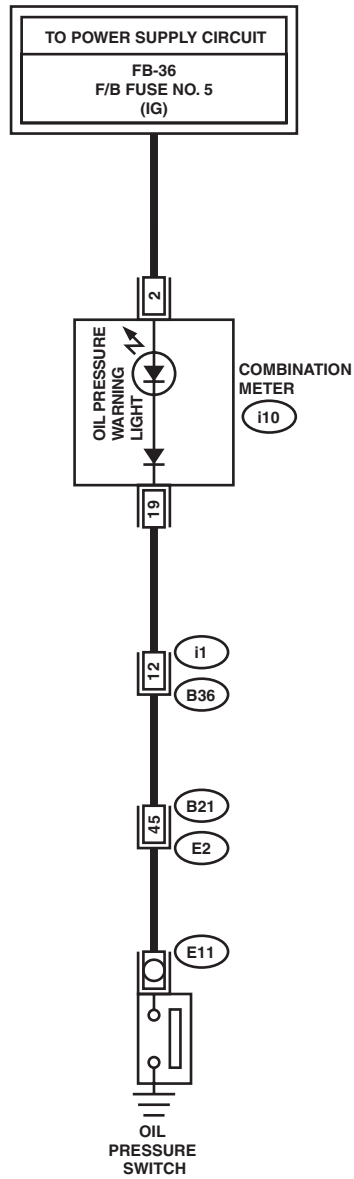 TO POWER SUPPLY CIRCUIT
FB-36
F/B FUSE NO. 5
(IG)
2
OIL PRESSURE
WARNING
LIGHT
COMBINATION
METER
i10
19
12
i1
B36
45
B21
E2
E11
OIL
PRESSURE
SWITCH